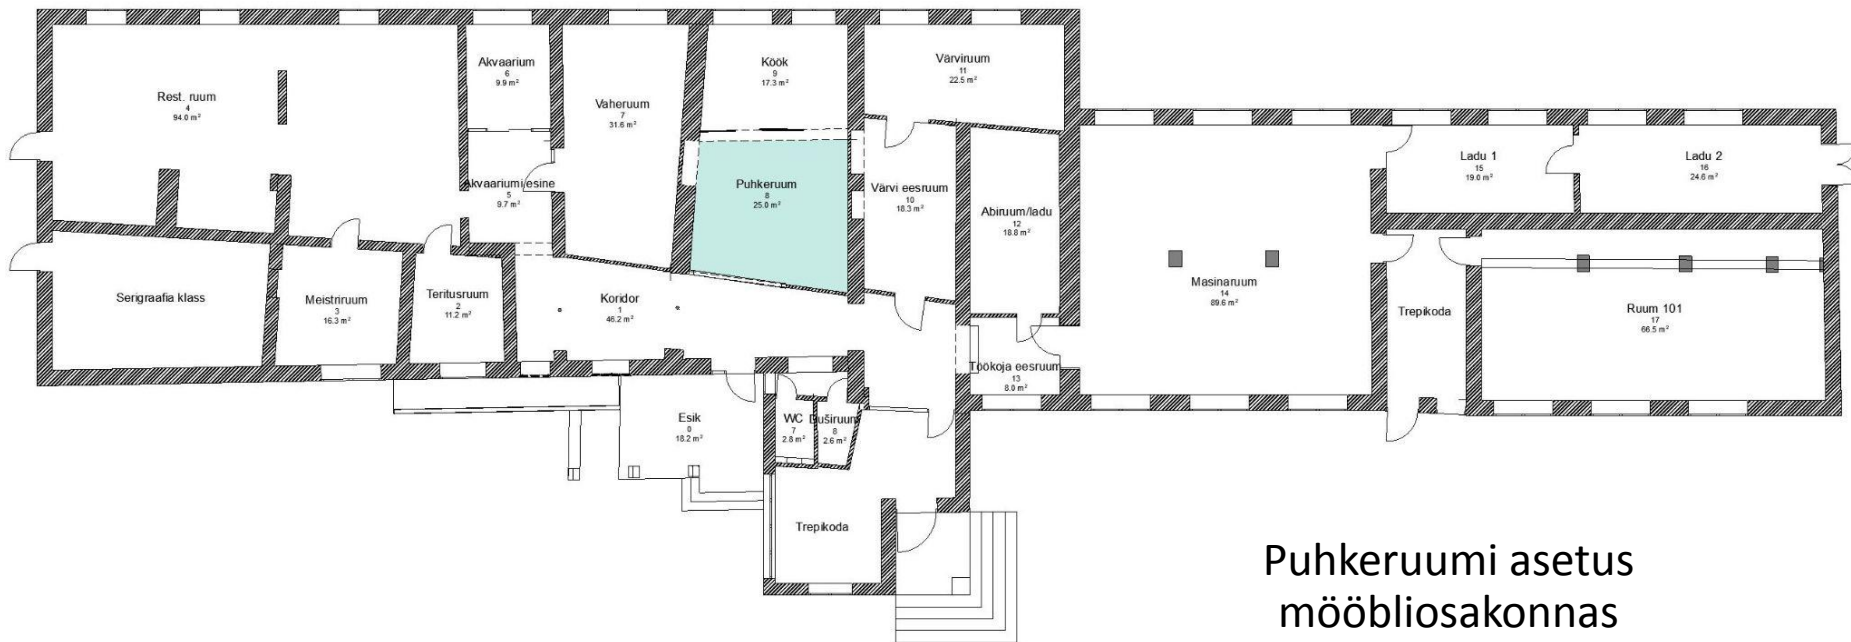 Rest. ruum
4
94.0 m²
Akvaarium
6
9.9 m²
Vaheruum
7
31.6 m²
Köök
9
17.3 m²
Värviruum
11
22.5 m²
Akvaariumi esine
5
9.7 m²
Puhkeruum
8
25.0 m²
Värvi eesruum
10
18.3 m²
Abiruum/ladu
12
18.8 m²
Ladu 1
15
19.0 m²
Ladu 2
16
24.6 m²
Serigraafia klass
Meistriruum
3
16.3 m²
Teritusruum
2
11.2 m²
Koridor
1
46.2 m²
Masinaruum
14
89.6 m²
Trepikoda
Ruum 101
17
66.5 m²
Töökoja eesruum
13
8.0 m²
Esik
0
18.2 m²
WC
7
2.8 m²
Duširuum
8
2.6 m²
Trepikoda
Puhkeruumi asetus
mööbliosakonnas